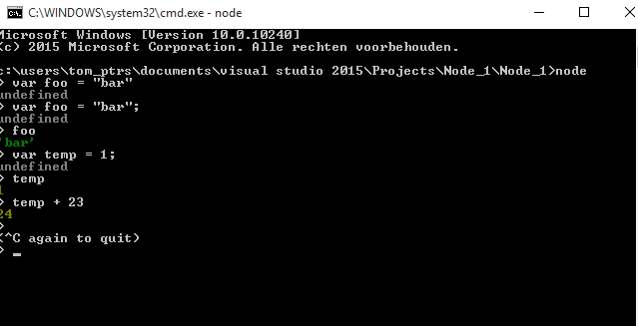 C:\WINDOWS\system32\cmd.exe - node
Microsoft Windows [Version 10.0.10240]
(c) 2015 Microsoft Corporation. Alle rechten voorbehouden.
c:\users\tom_ptrs\documents\visual studio 2015\Projects\Node_1\Node_1>node
> var foo = "bar"
undefined
> var foo = "bar";
undefined
> foo
'bar'
> var temp = 1;
undefined
> temp
1
> temp + 23
24
>
(^C again to quit)
> _